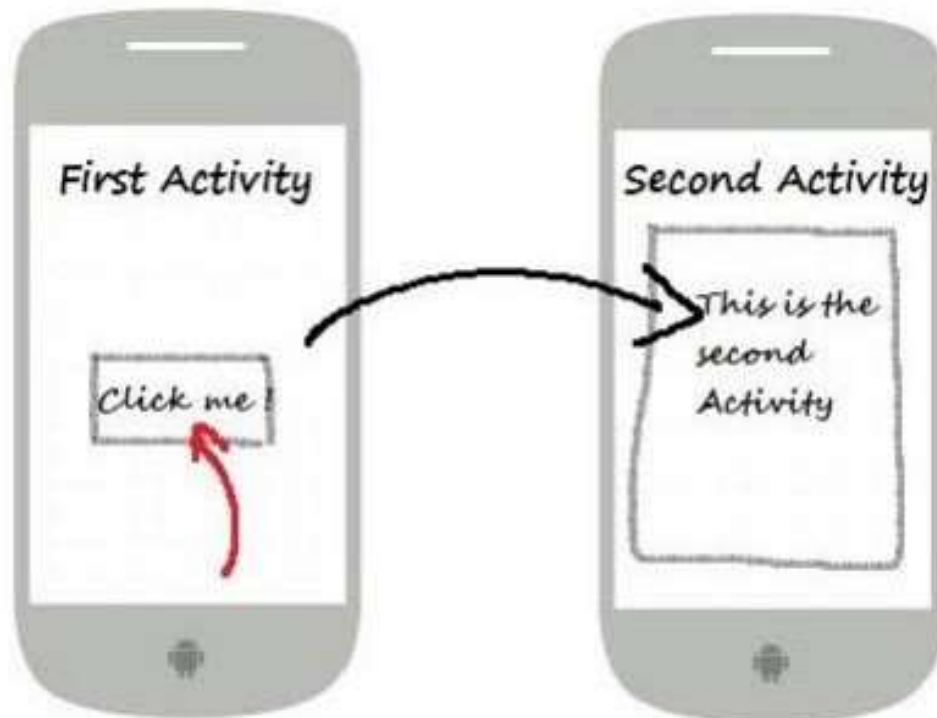 First Activity
Click me
Second Activity
This is the
second
Activity